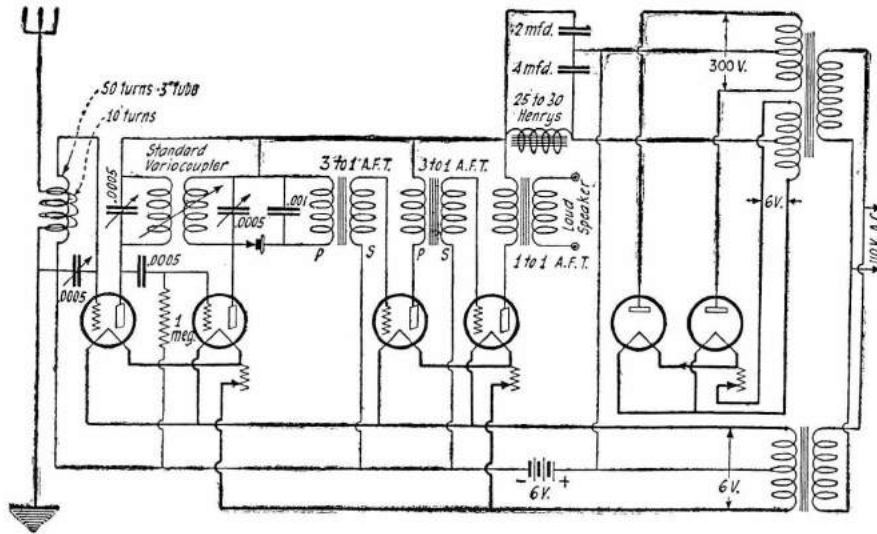 50 turns - 3" tube
10 turns
.0005
Standard
Variocoupler
.0005
.001
3 to 1 A.F.T.
3 to 1 A.F.T.
2 mfd.
4 mfd.
25 to 30
Henrys
300 V.
6V.
110V. A.C.
Loud
Speaker
1 to 1 A.F.T.
P
S
P
S
.0005
.0005
1
meg.
- 6V. +
6V.